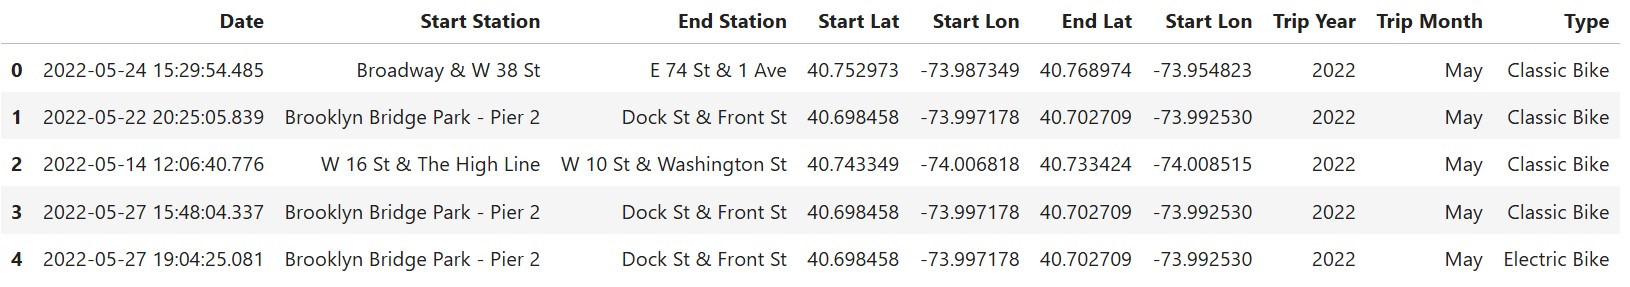 Date Start Station End Station Start Lat Start Lon End Lat Start Lon Trip Year Trip Month Type
0 2022-05-24 15:29:54.485 Broadway & W 38 St E 74 St & 1 Ave 40.752973 -73.987349 40.768974 -73.954823 2022 May Classic Bike
1 2022-05-22 20:25:05.839 Brooklyn Bridge Park - Pier 2 Dock St & Front St 40.698458 -73.997178 40.702709 -73.992530 2022 May Classic Bike
2 2022-05-14 12:06:40.776 W 16 St & The High Line W 10 St & Washington St 40.743349 -74.006818 40.733424 -74.008515 2022 May Classic Bike
3 2022-05-27 15:48:04.337 Brooklyn Bridge Park - Pier 2 Dock St & Front St 40.698458 -73.997178 40.702709 -73.992530 2022 May Classic Bike
4 2022-05-27 19:04:25.081 Brooklyn Bridge Park - Pier 2 Dock St & Front St 40.698458 -73.997178 40.702709 -73.992530 2022 May Electric Bike